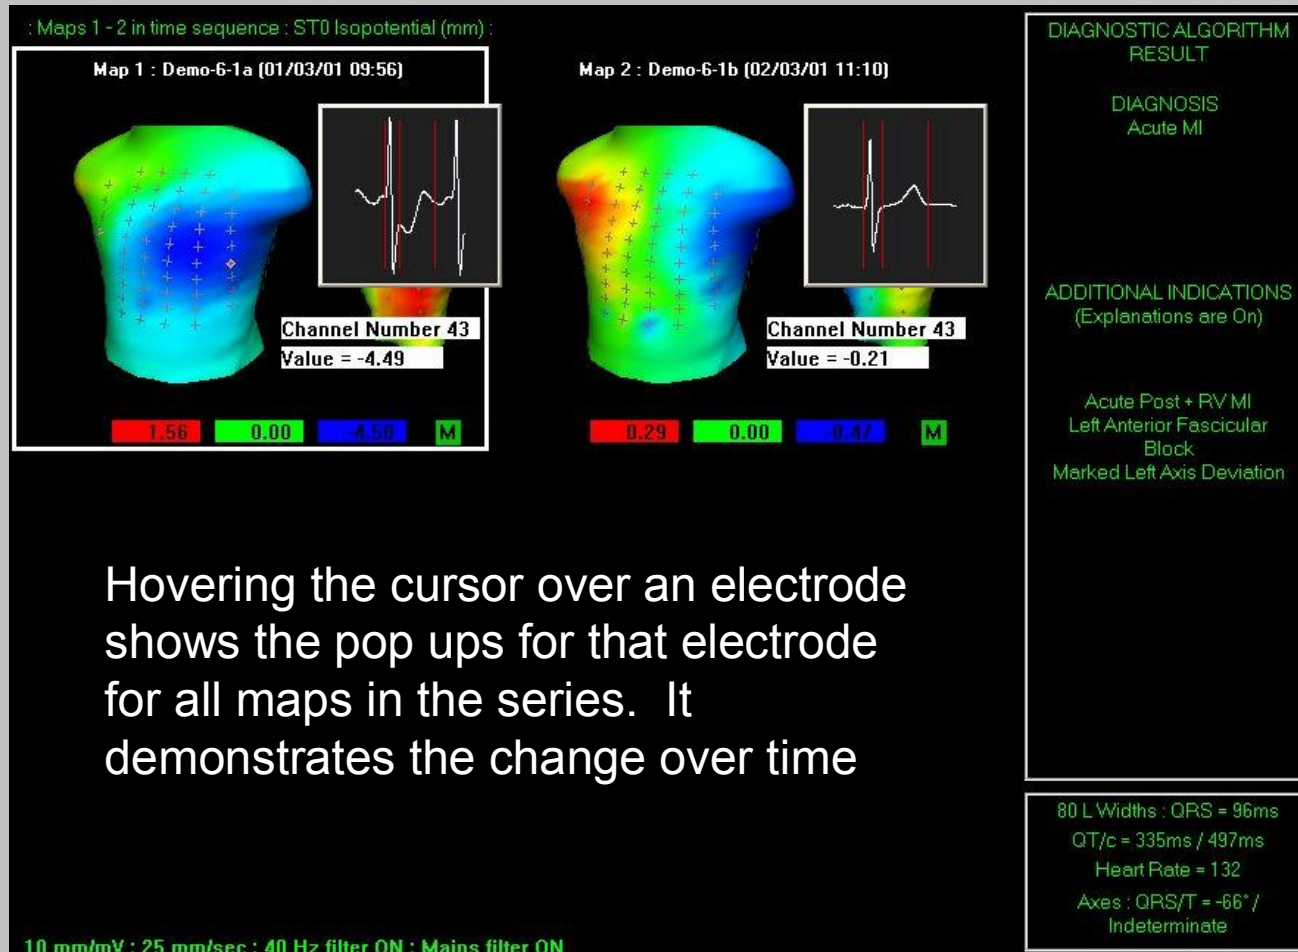 : Maps 1 - 2 in time sequence : ST0 Isopotential (mm) :
Map 1 : Demo-6-1a (01/03/01 09:56)
Channel Number 43
Value = -4.49
1.56 0.00 -4.50 M
Map 2 : Demo-6-1b (02/03/01 11:10)
Channel Number 43
Value = -0.21
0.29 0.00 -0.47 M
Hovering the cursor over an electrode
shows the pop ups for that electrode
for all maps in the series. It
demonstrates the change over time
10 mm/mV : 25 mm/sec : 40 Hz filter ON : Mains filter ON
DIAGNOSTIC ALGORITHM
RESULT
DIAGNOSIS
Acute MI
ADDITIONAL INDICATIONS
(Explanations are On)
Acute Post + RV MI
Left Anterior Fascicular
Block
Marked Left Axis Deviation
80 L Widths : QRS = 96ms
QT/c = 335ms / 497ms
Heart Rate = 132
Axes : QRS/T = -66° /
Indeterminate